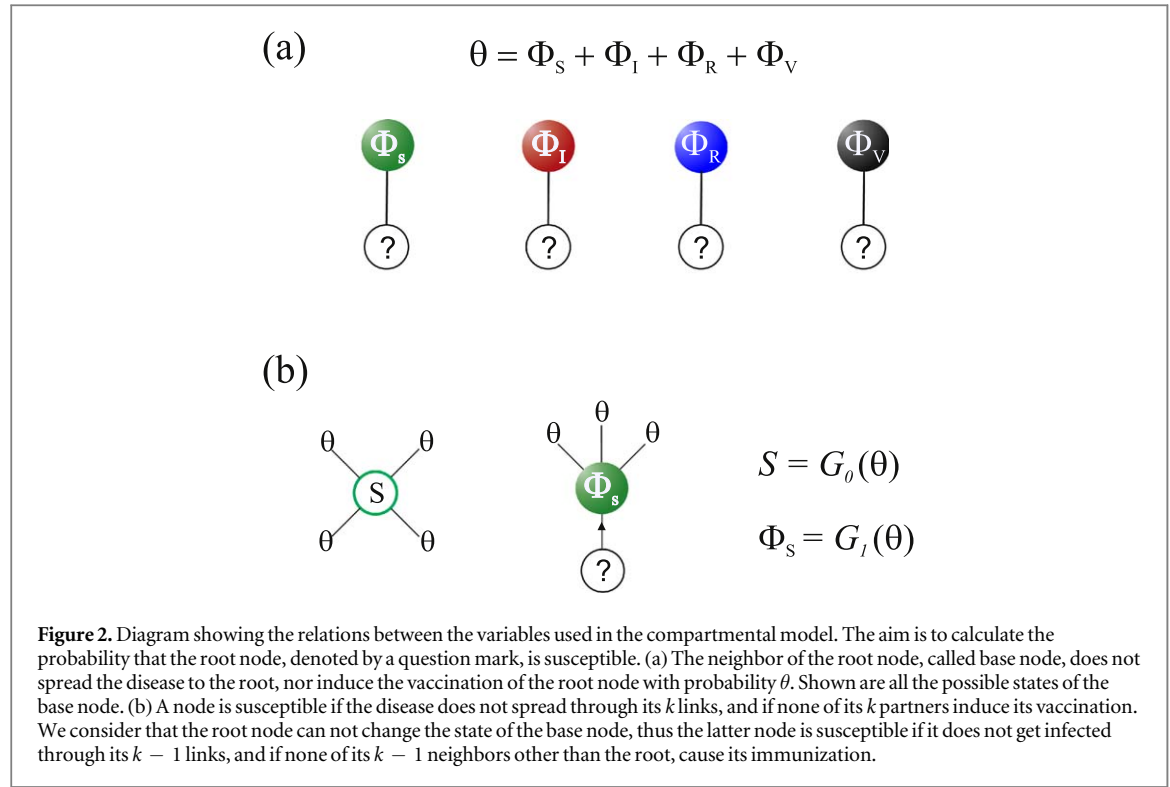 (a)
θ = Φ_S + Φ_I + Φ_R + Φ_V
Φ_s Φ_I Φ_R Φ_V
? ? ? ?
(b)
θ
θ θ θ θ
S Φ_s S = G_0(θ)
θ θ Φ_S = G_1(θ)
?
Figure 2. Diagram showing the relations between the variables used in the compartmental model. The aim is to calculate the
probability that the root node, denoted by a question mark, is susceptible. (a) The neighbor of the root node, called base node, does not
spread the disease to the root, nor induce the vaccination of the root node with probability θ. Shown are all the possible states of the
base node. (b) A node is susceptible if the disease does not spread through its k links, and if none of its k partners induce its vaccination.
We consider that the root node can not change the state of the base node, thus the latter node is susceptible if it does not get infected
through its k − 1 links, and if none of its k − 1 neighbors other than the root, cause its immunization.